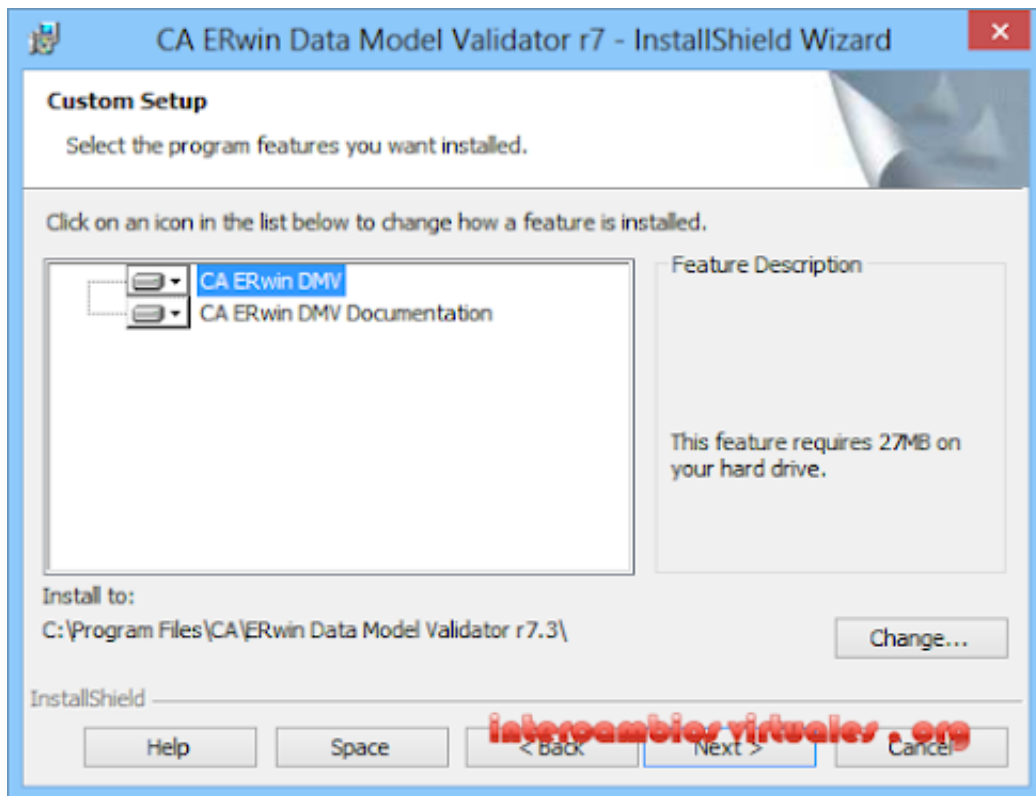 CA ERwin Data Model Validator r7 - InstallShield Wizard
Custom Setup
Select the program features you want installed.
Click on an icon in the list below to change how a feature is installed.
CA ERwin DMV
CA ERwin DMV Documentation
Feature Description
This feature requires 27MB on
your hard drive.
Install to:
C:\Program Files\CA\ERwin Data Model Validator r7.3\
Change...
InstallShield
intercambios virtuales . org
Help
Space
< Back
Next >
Cancel